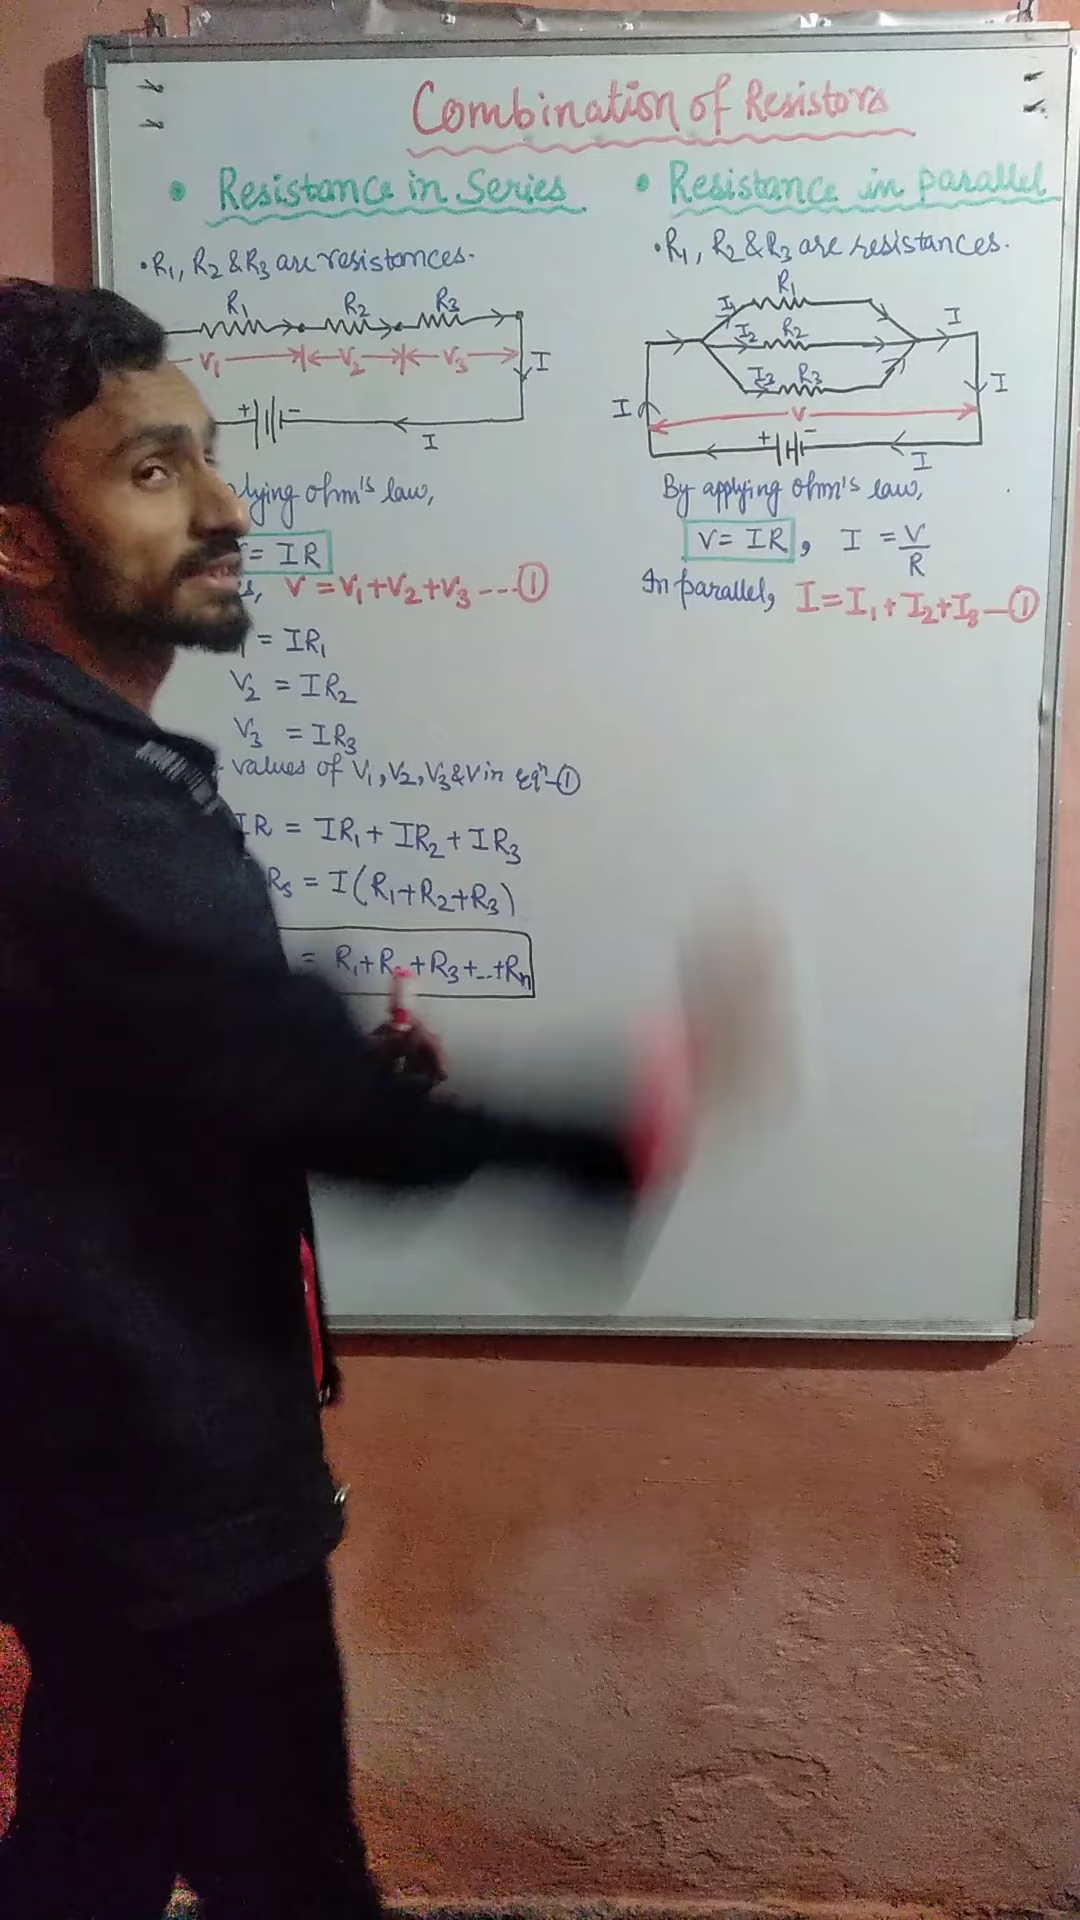 Combination of Resistors
• Resistance in Series
• R₁, R₂ & R₃ are resistances.
R₁ R₂ R₃
V₁ V₂ V₃ I
+ -
I
ohm's law,
= IR
V = V₁ + V₂ + V₃ --- ①
= IR₁
V₂ = IR₂
V₃ = IR₃
values of V₁, V₂, V₃ & V in Eqⁿ-①
IR = IR₁ + IR₂ + IR₃
Rs = I(R₁+R₂+R₃)
= R₁+R +R₃+--+Rn
• Resistance in parallel
• R₁, R₂ & R₃ are resistances.
R₁
I₁
I₂ R₂ I
I₃ R₃ I
I V
+ -
I
By applying ohm's law,
V = IR, I = V/R
In parallel, I = I₁ + I₂ + I₃ — ①